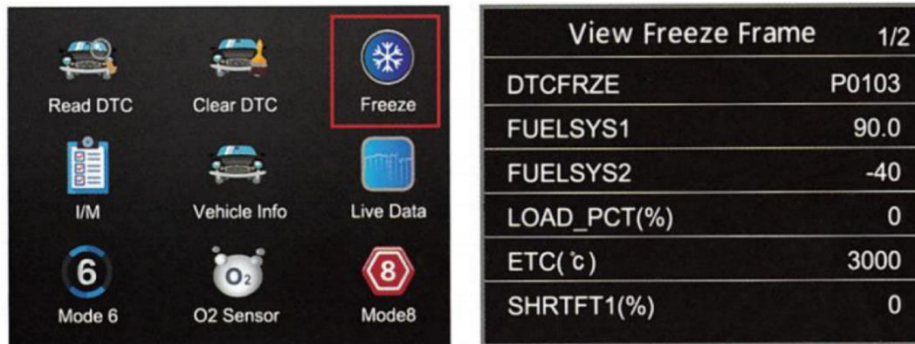 Read DTC
Clear DTC
Freeze
I/M
Vehicle Info
Live Data
6
Mode 6
O2
O2 Sensor
8
Mode8
View Freeze Frame 1/2
DTCFRZE P0103
FUELSYS1 90.0
FUELSYS2 -40
LOAD_PCT(%) 0
ETC(℃) 3000
SHRTFT1(%) 0